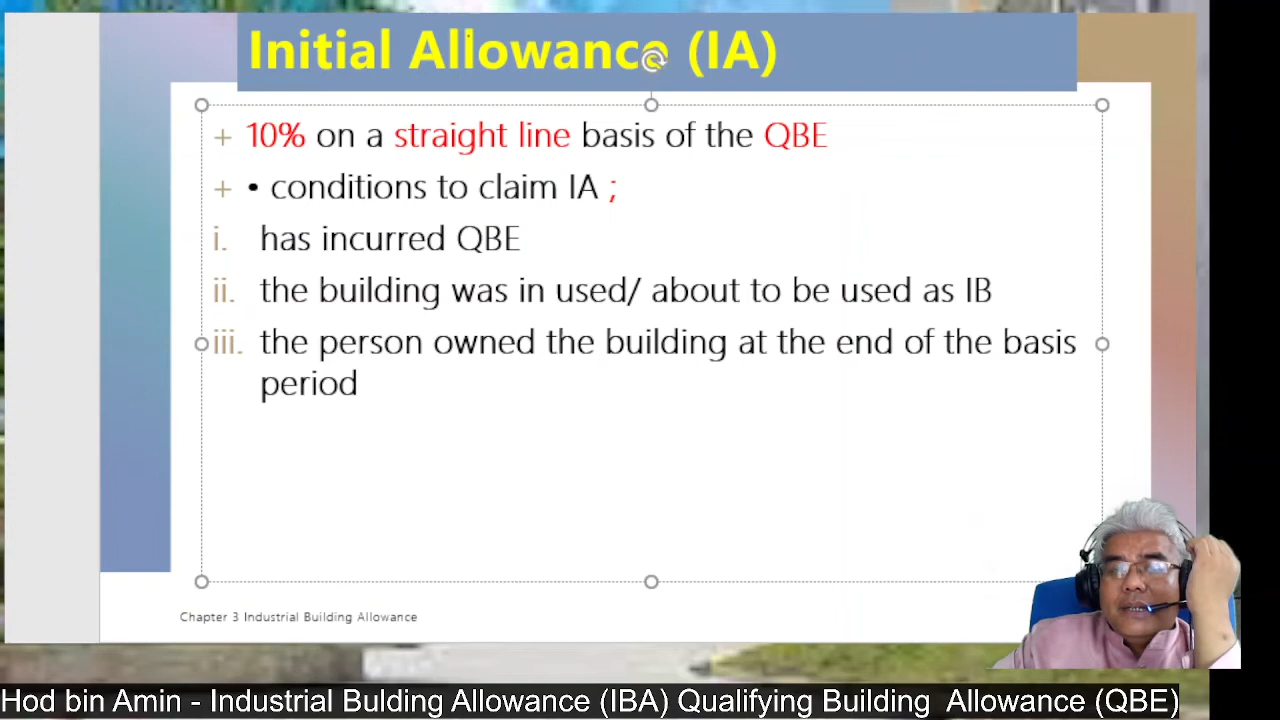 Initial Allowance (IA)
+ 10% on a straight line basis of the QBE
+ • conditions to claim IA ;
i. has incurred QBE
ii. the building was in used/ about to be used as IB
iii. the person owned the building at the end of the basis
period
Chapter 3 Industrial Building Allowance
Hod bin Amin - Industrial Bulding Allowance (IBA) Qualifying Building Allowance (QBE)